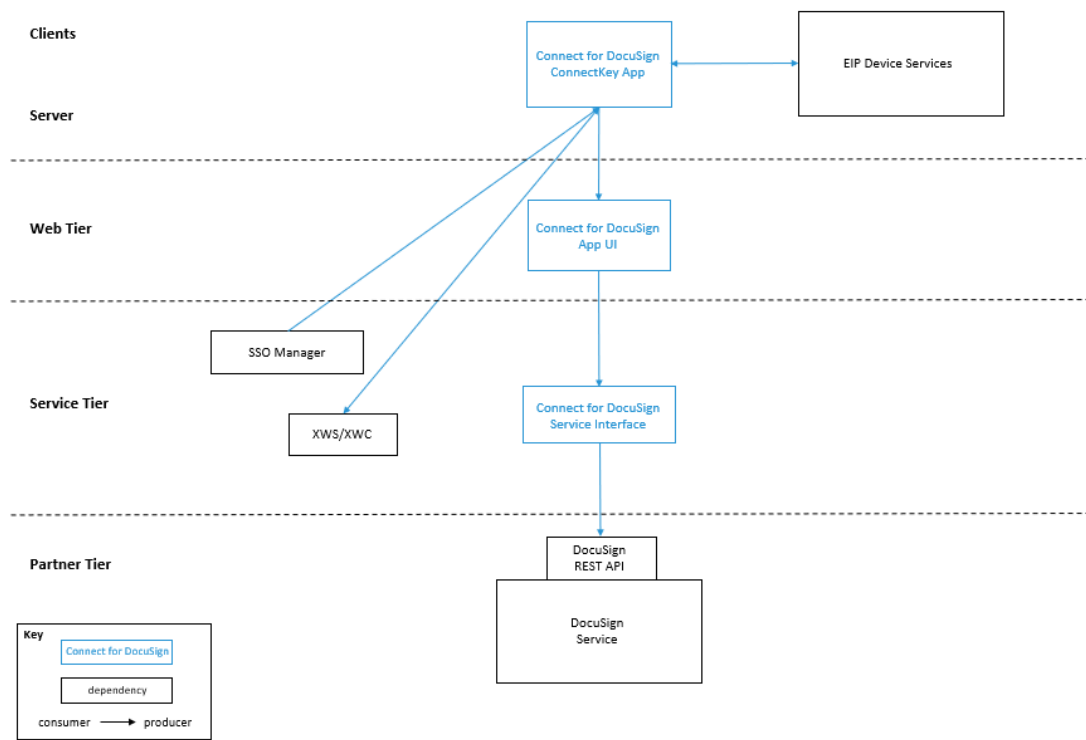 Clients
Connect for DocuSign
ConnectKey App
EIP Device Services
Server
Web Tier
Connect for DocuSign
App UI
SSO Manager
Service Tier
Connect for DocuSign
Service Interface
XWS/XWC
DocuSign
REST API
Partner Tier
DocuSign
Service
Key
Connect for DocuSign
dependency
consumer producer